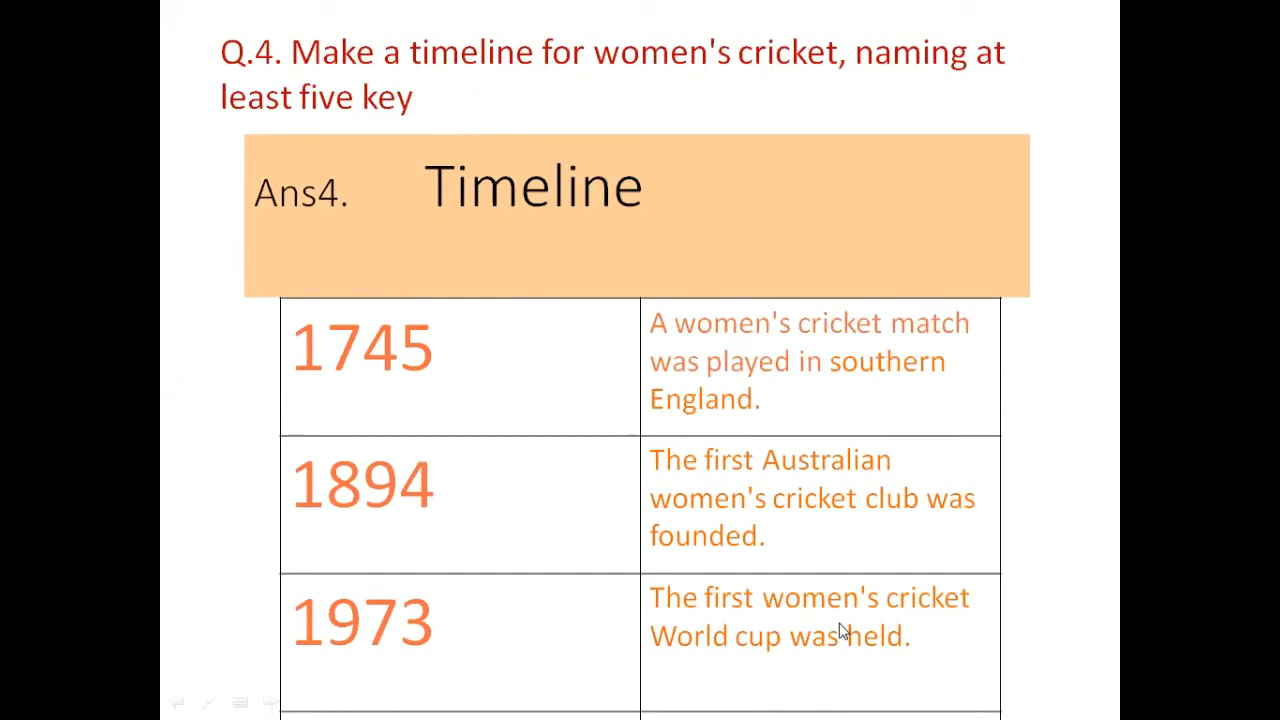 Q.4. Make a timeline for women's cricket, naming at
least five key
Ans4. Timeline
1745
A women's cricket match
was played in southern
England.
1894
The first Australian
women's cricket club was
founded.
1973
The first women's cricket
World cup was held.